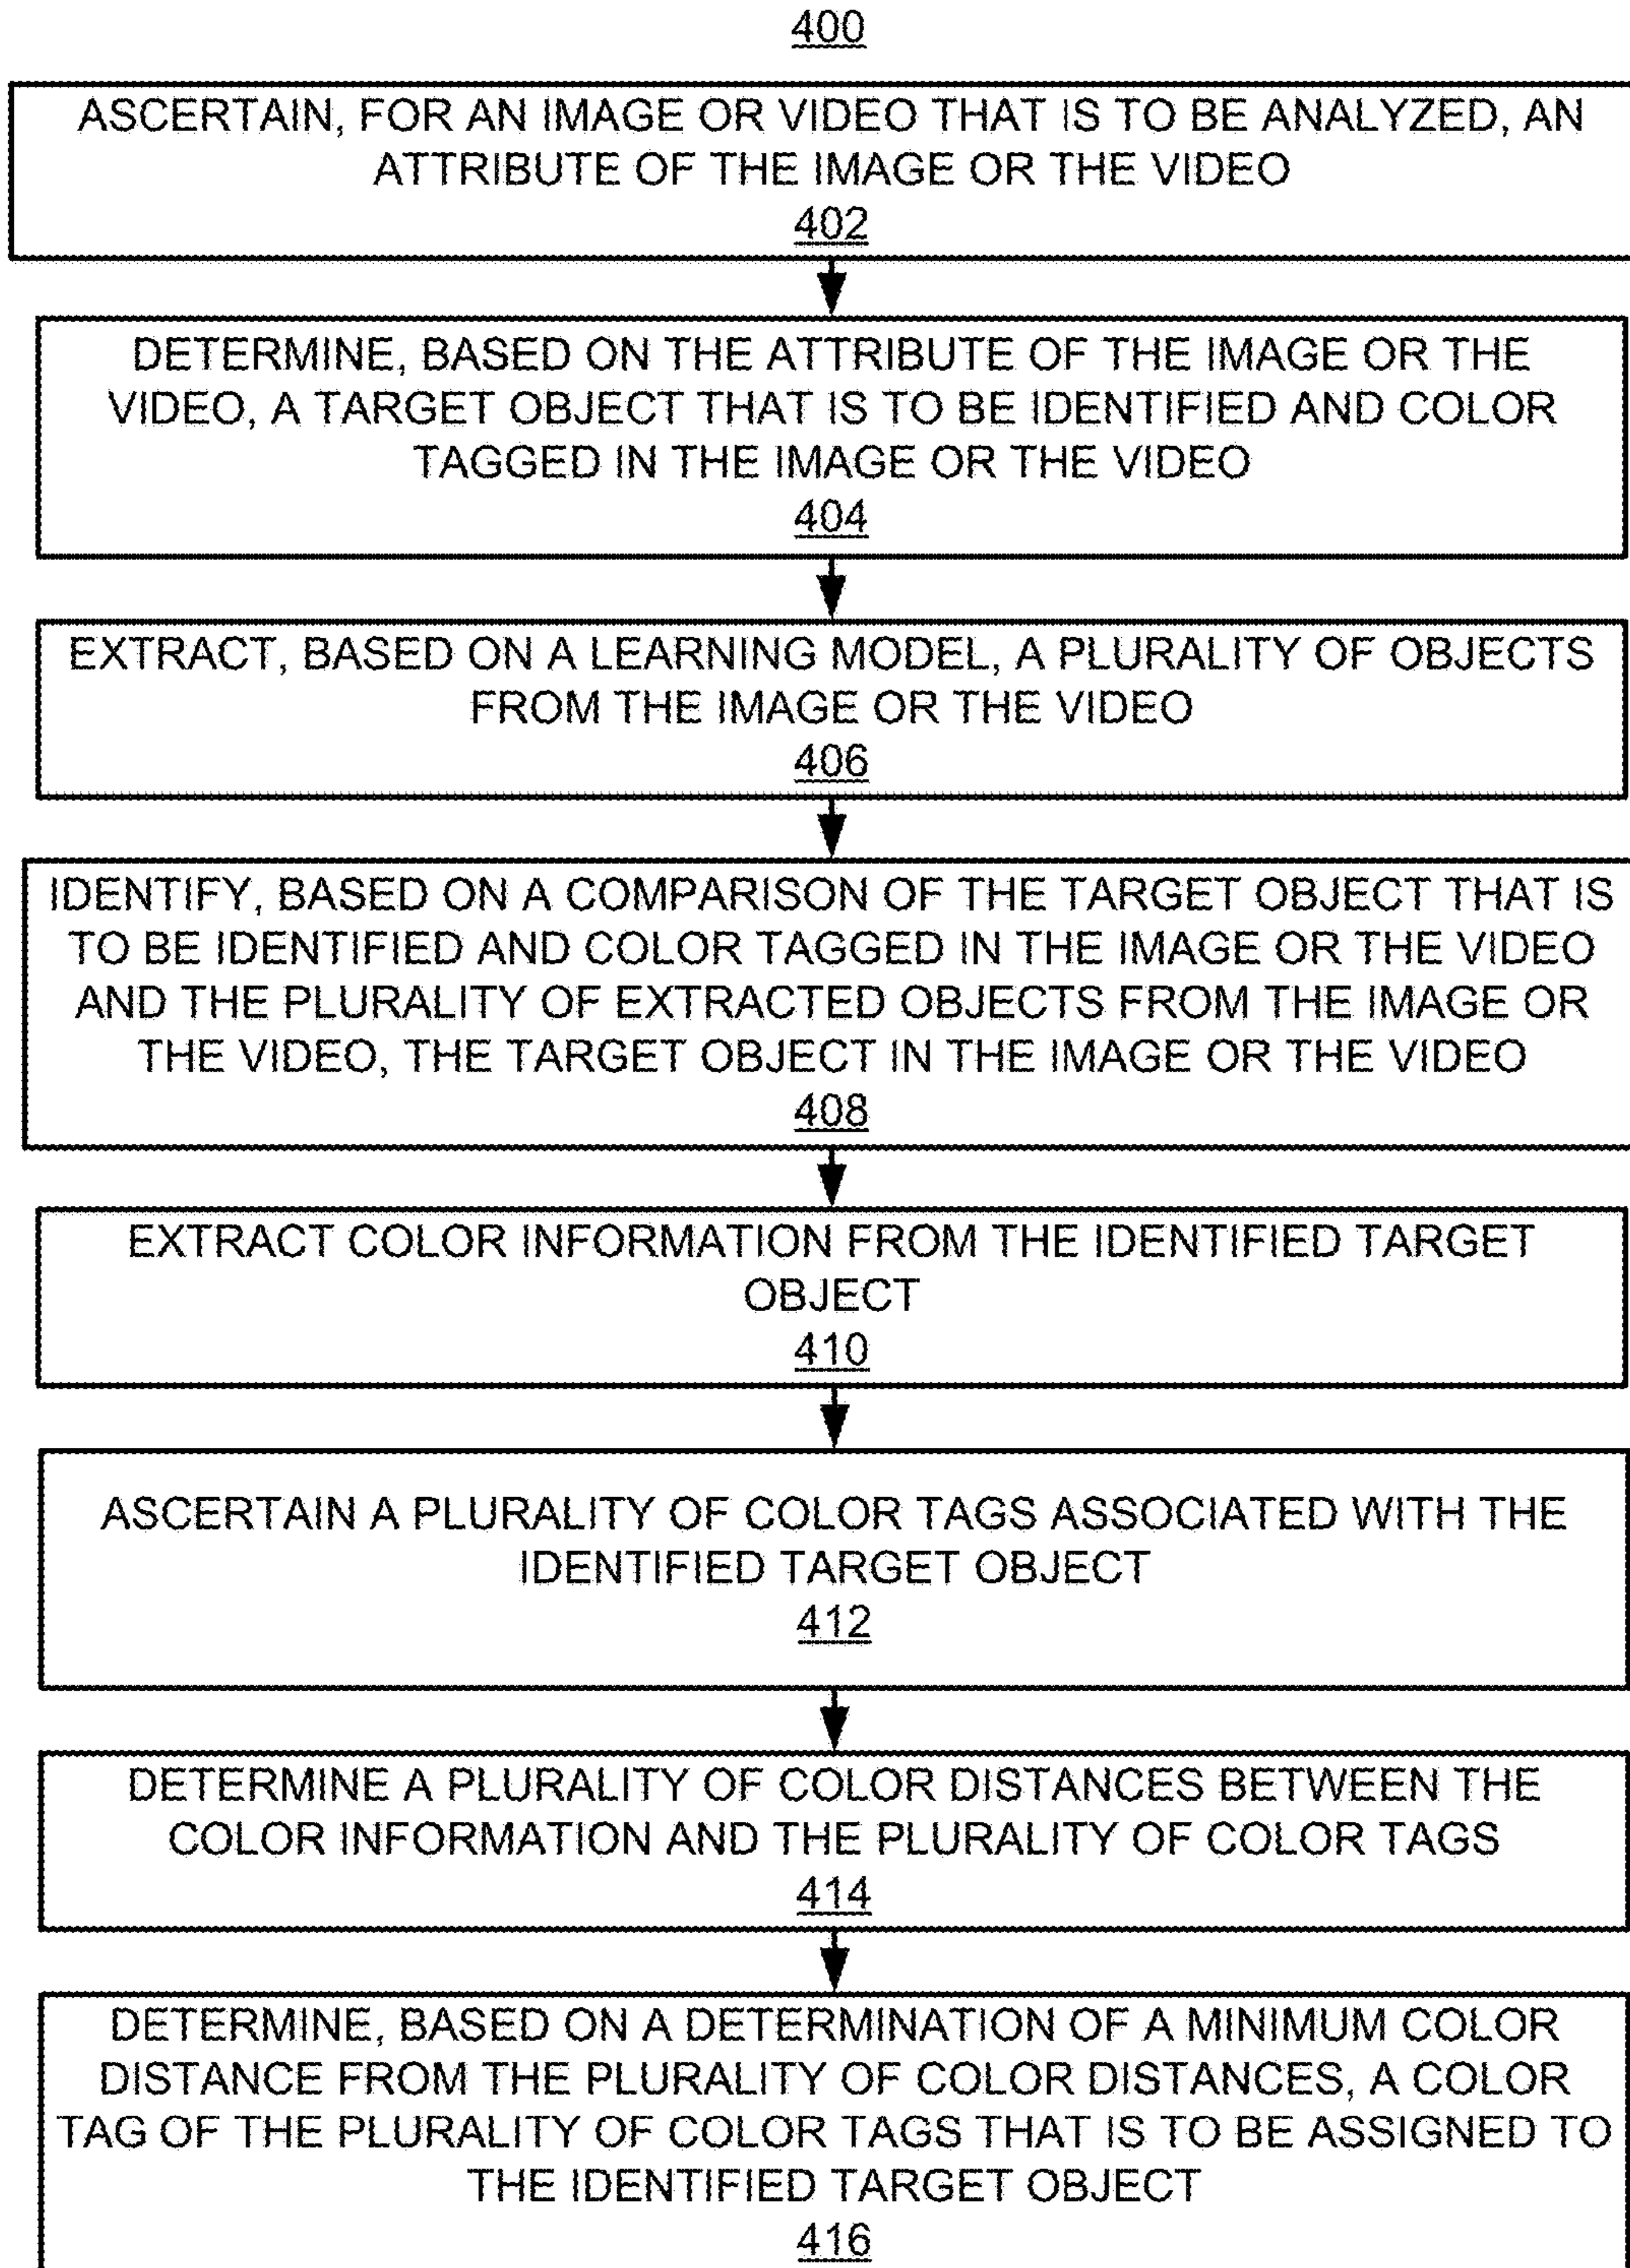 400
ASCERTAIN, FOR AN IMAGE OR VIDEO THAT IS TO BE ANALYZED, AN
ATTRIBUTE OF THE IMAGE OR THE VIDEO
402
DETERMINE, BASED ON THE ATTRIBUTE OF THE IMAGE OR THE
VIDEO, A TARGET OBJECT THAT IS TO BE IDENTIFIED AND COLOR
TAGGED IN THE IMAGE OR THE VIDEO
404
EXTRACT, BASED ON A LEARNING MODEL, A PLURALITY OF OBJECTS
FROM THE IMAGE OR THE VIDEO
406
IDENTIFY, BASED ON A COMPARISON OF THE TARGET OBJECT THAT IS
TO BE IDENTIFIED AND COLOR TAGGED IN THE IMAGE OR THE VIDEO
AND THE PLURALITY OF EXTRACTED OBJECTS FROM THE IMAGE OR
THE VIDEO, THE TARGET OBJECT IN THE IMAGE OR THE VIDEO
408
EXTRACT COLOR INFORMATION FROM THE IDENTIFIED TARGET
OBJECT
410
ASCERTAIN A PLURALITY OF COLOR TAGS ASSOCIATED WITH THE
IDENTIFIED TARGET OBJECT
412
DETERMINE A PLURALITY OF COLOR DISTANCES BETWEEN THE
COLOR INFORMATION AND THE PLURALITY OF COLOR TAGS
414
DETERMINE, BASED ON A DETERMINATION OF A MINIMUM COLOR
DISTANCE FROM THE PLURALITY OF COLOR DISTANCES, A COLOR
TAG OF THE PLURALITY OF COLOR TAGS THAT IS TO BE ASSIGNED TO
THE IDENTIFIED TARGET OBJECT
416